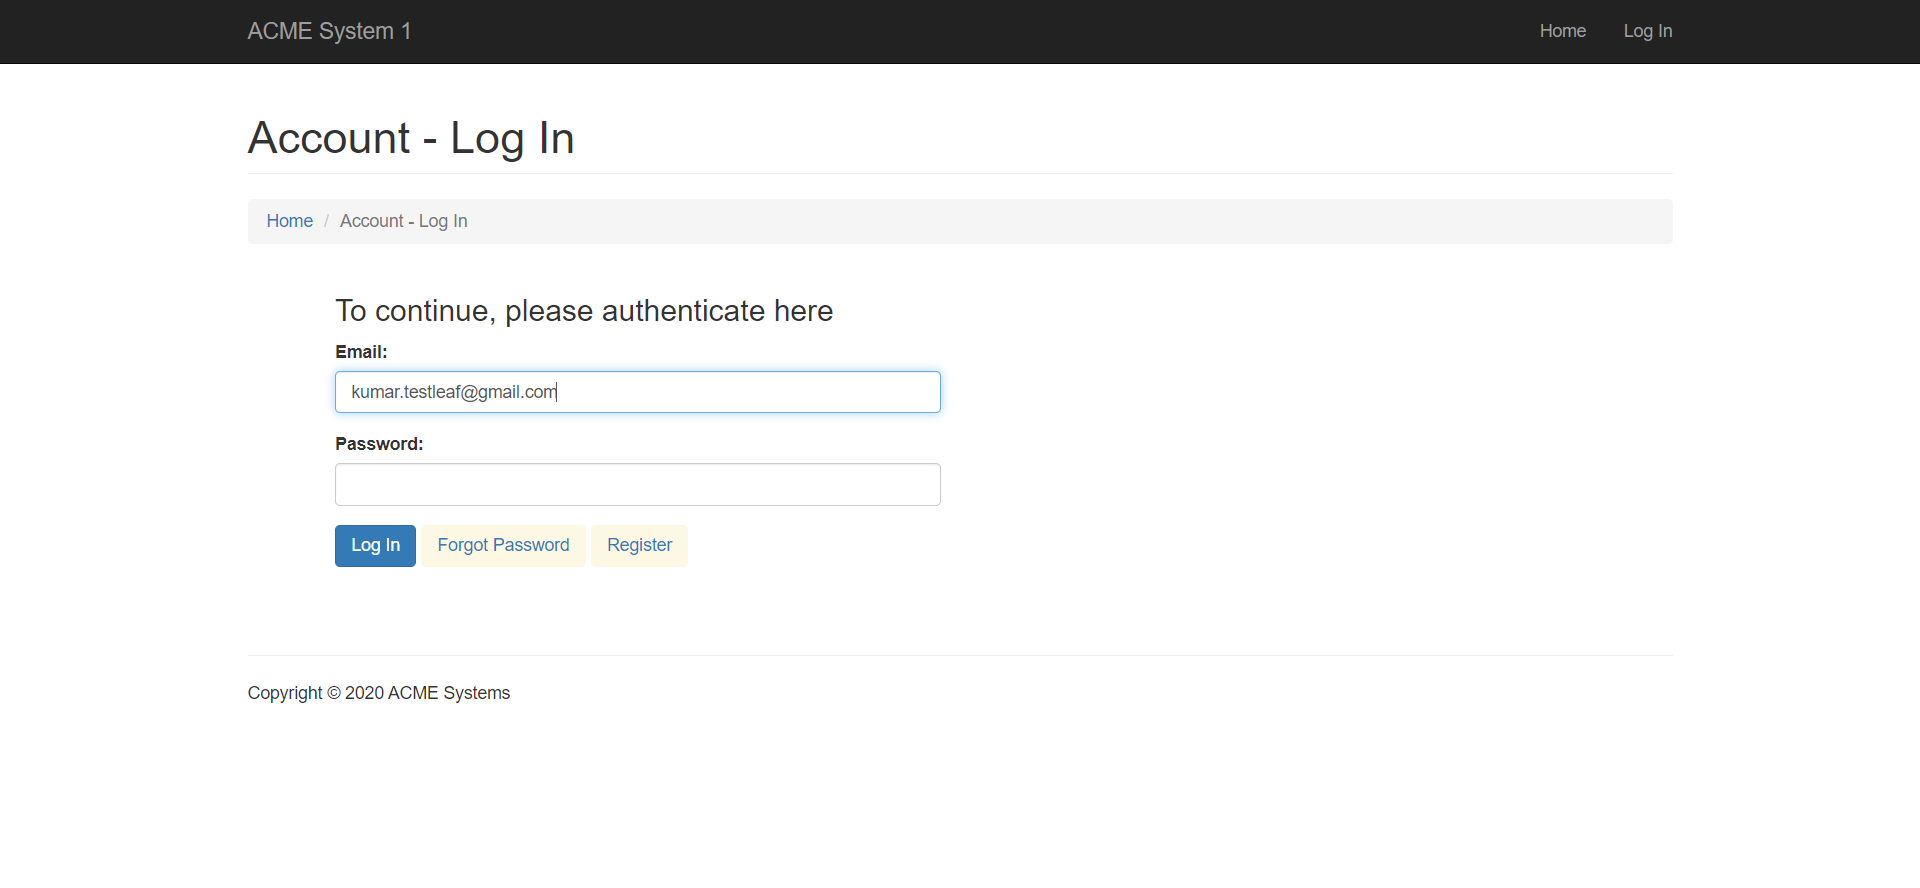 ACME System 1 Home Log In
Account - Log In
Home / Account - Log In
To continue, please authenticate here
Email:
kumar.testleaf@gmail.com
Password:
Log In Forgot Password Register
Copyright © 2020 ACME Systems